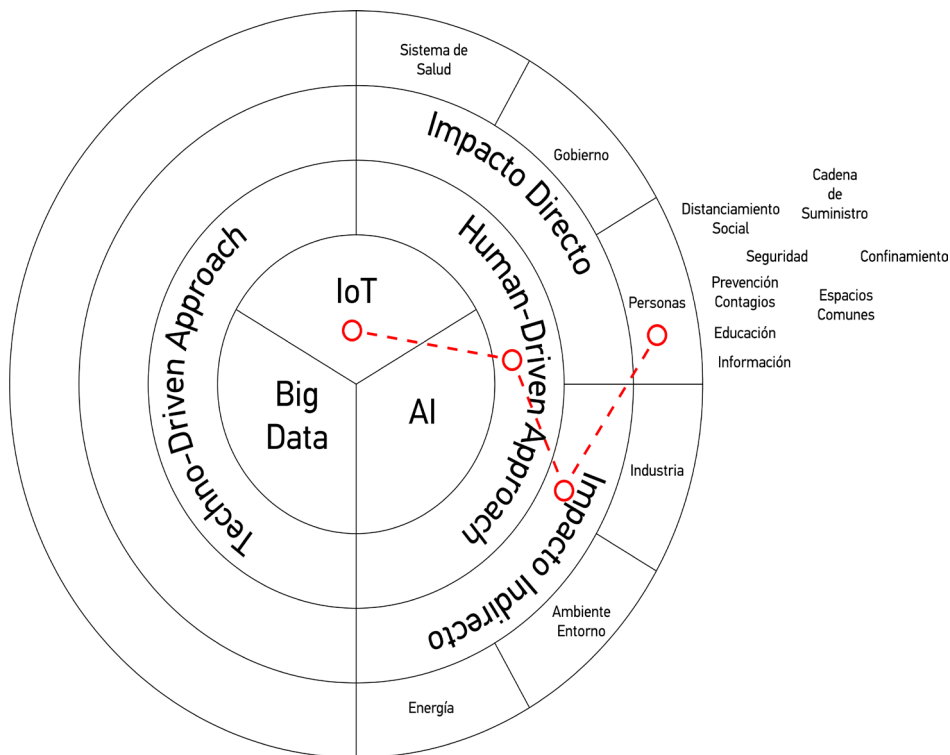 Sistema de
Salud
Impacto Directo
Gobierno
Cadena
de
Suministro
Distanciamiento
Social
Seguridad
Confinamiento
Prevención
Contagios
Espacios
Comunes
Personas
Educación
Información
Techno-Driven Approach
Human-Driven Approach
IoT
Big
Data
AI
Impacto Indirecto
Industria
Ambiente
Entorno
Energía